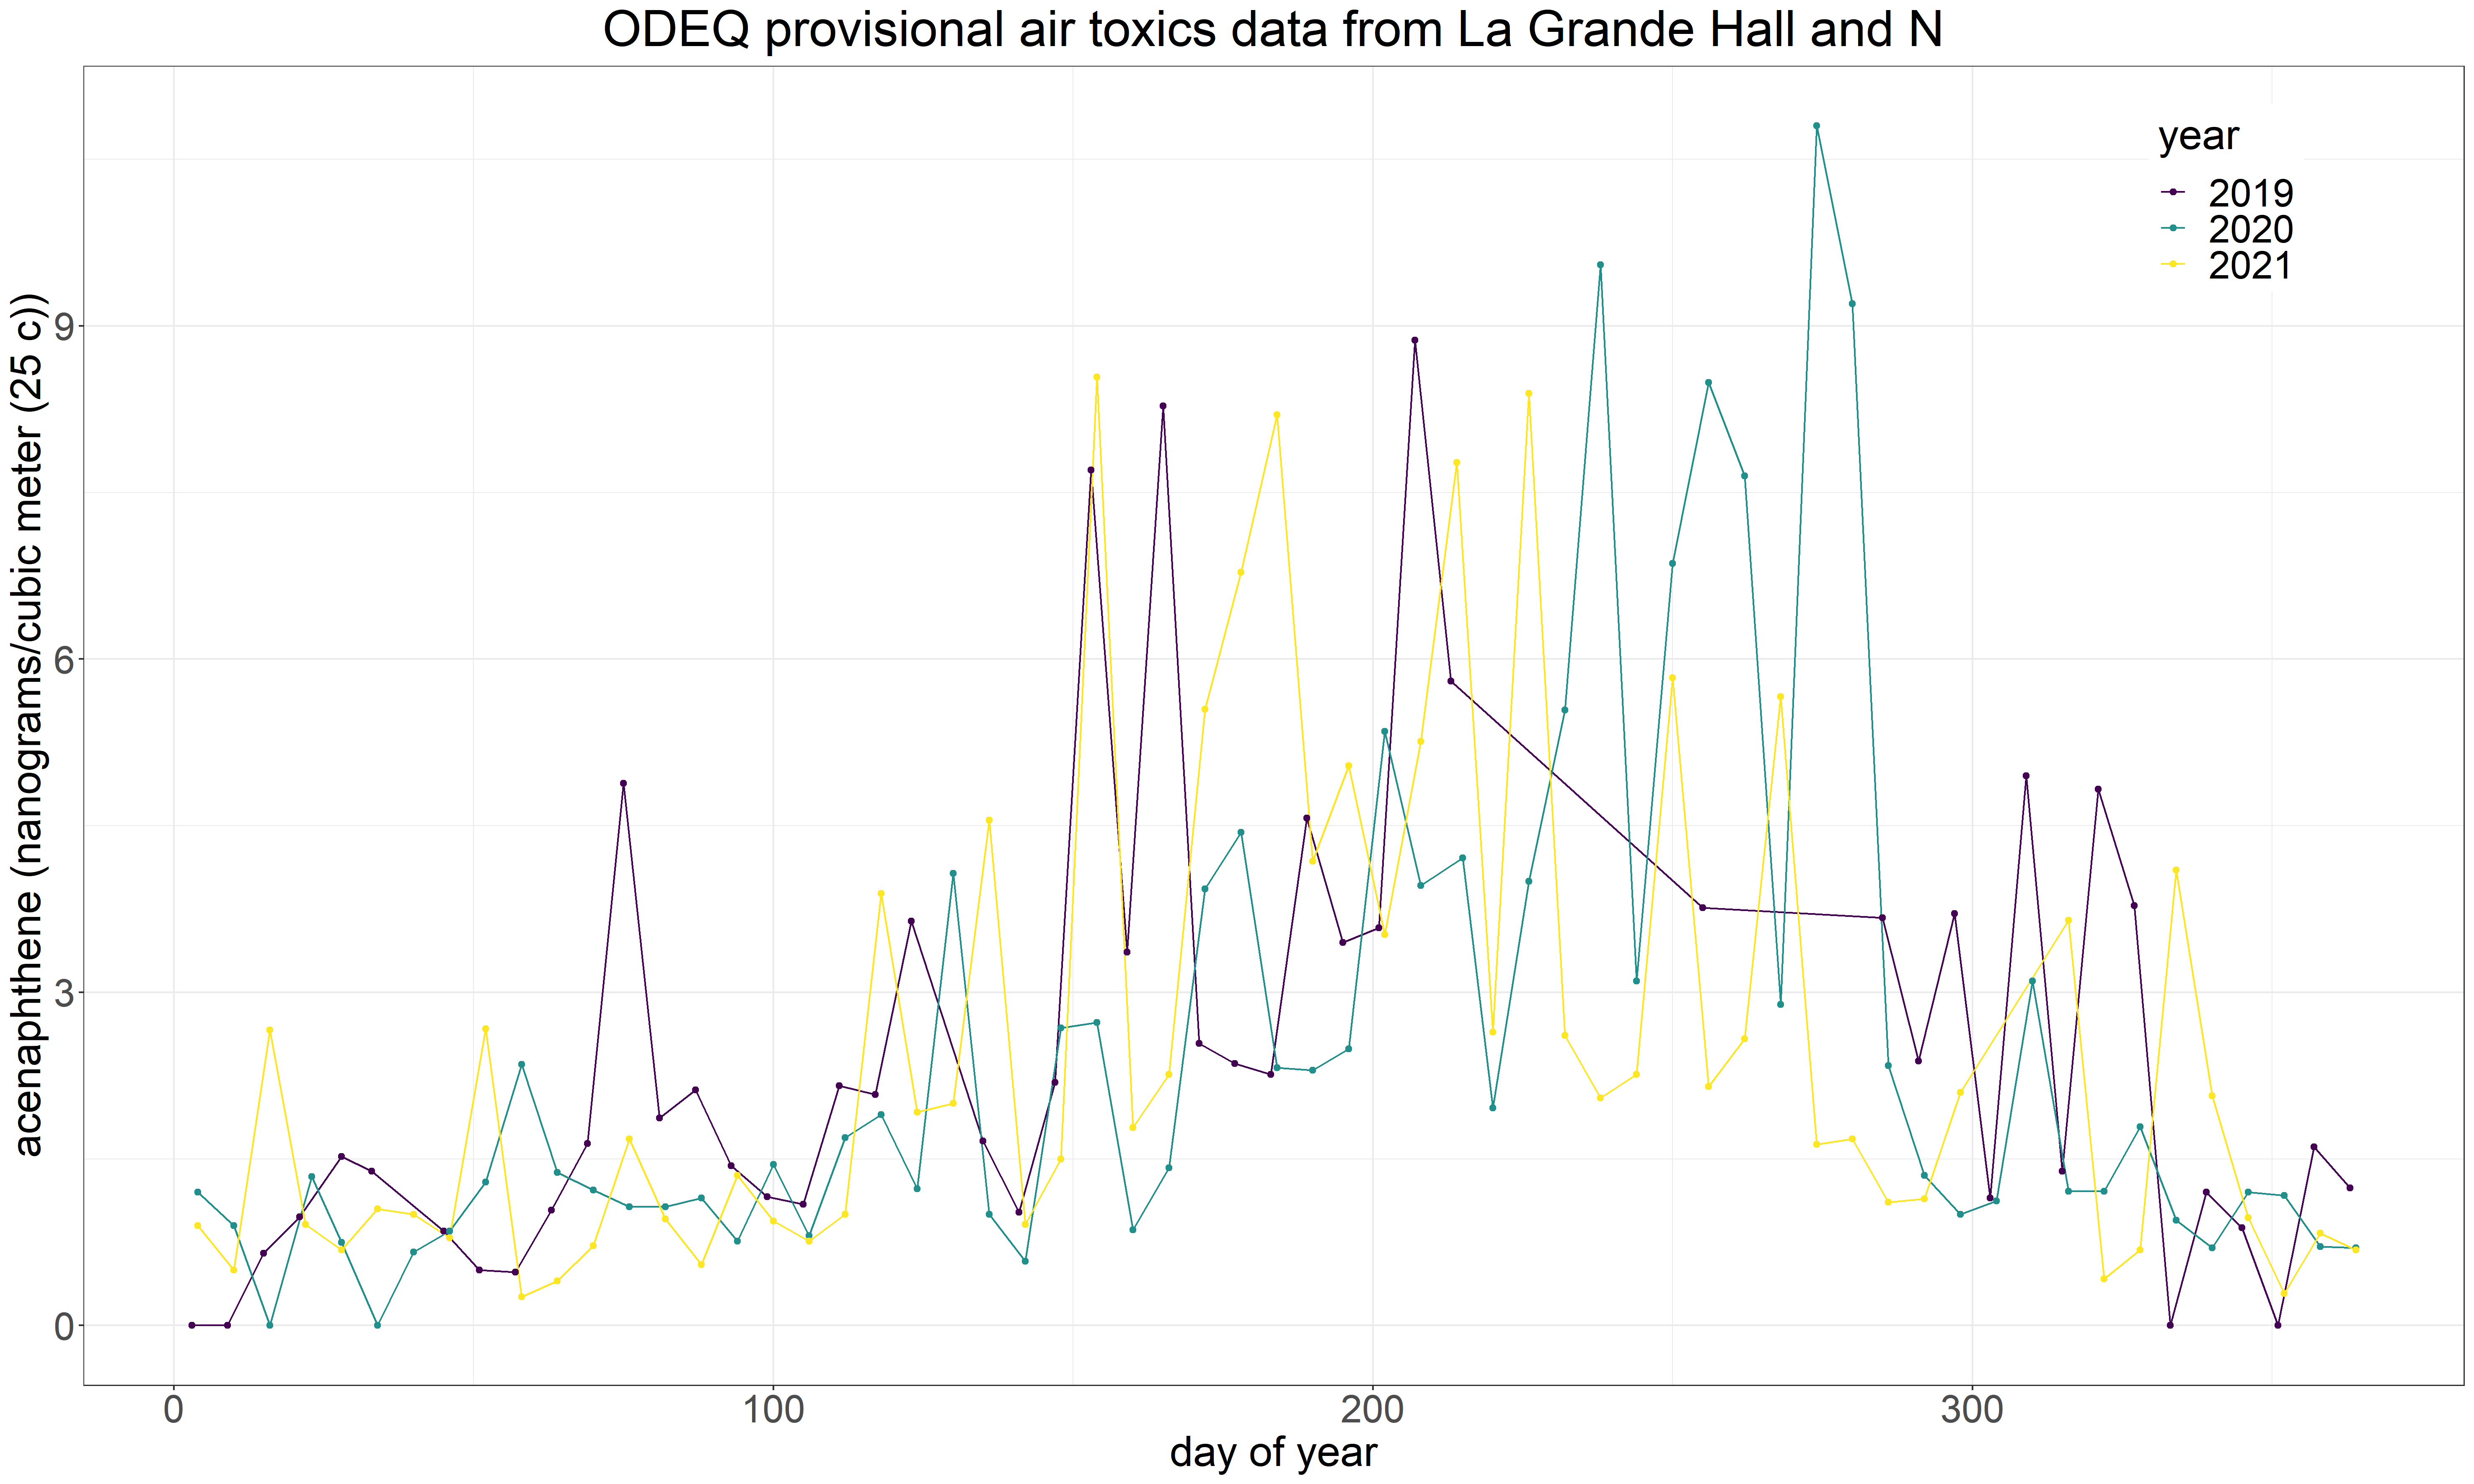 ODEQ provisional air toxics data from La Grande Hall and N
acenaphthene (nanograms/cubic meter (25 c))
9
6
3
0
year
2019
2020
2021
0 100 200 300
day of year